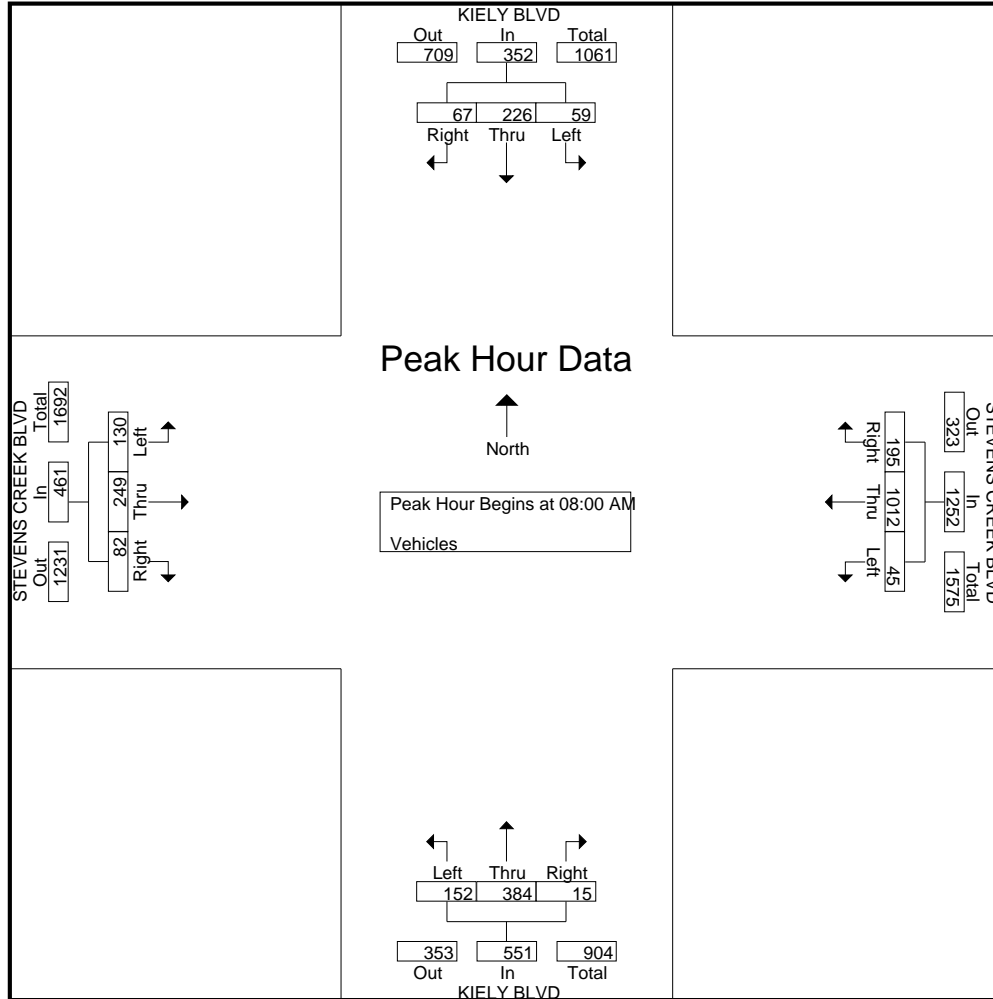 KIELY BLVD
Out In Total
709 352 1061
67 226 59
Right Thru Left
Peak Hour Data
North
Peak Hour Begins at 08:00 AM
Vehicles
STEVENS CREEK BLVD
Total In Out
1692 461 1231
130 249 82
Left Thru Right
STEVENS CREEK BLVD
Out In Total
323 1252 1575
195 1012 45
Right Thru Left
Left Thru Right
152 384 15
353 551 904
Out In Total
KIELY BLVD